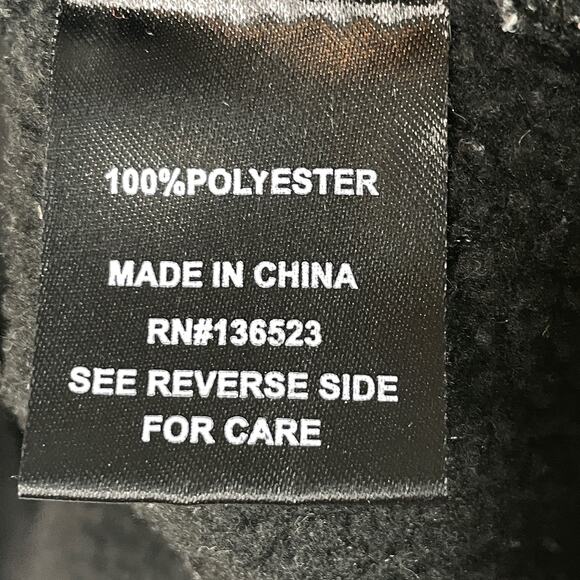 100%POLYESTER
MADE IN CHINA
RN#136523
SEE REVERSE SIDE
FOR CARE